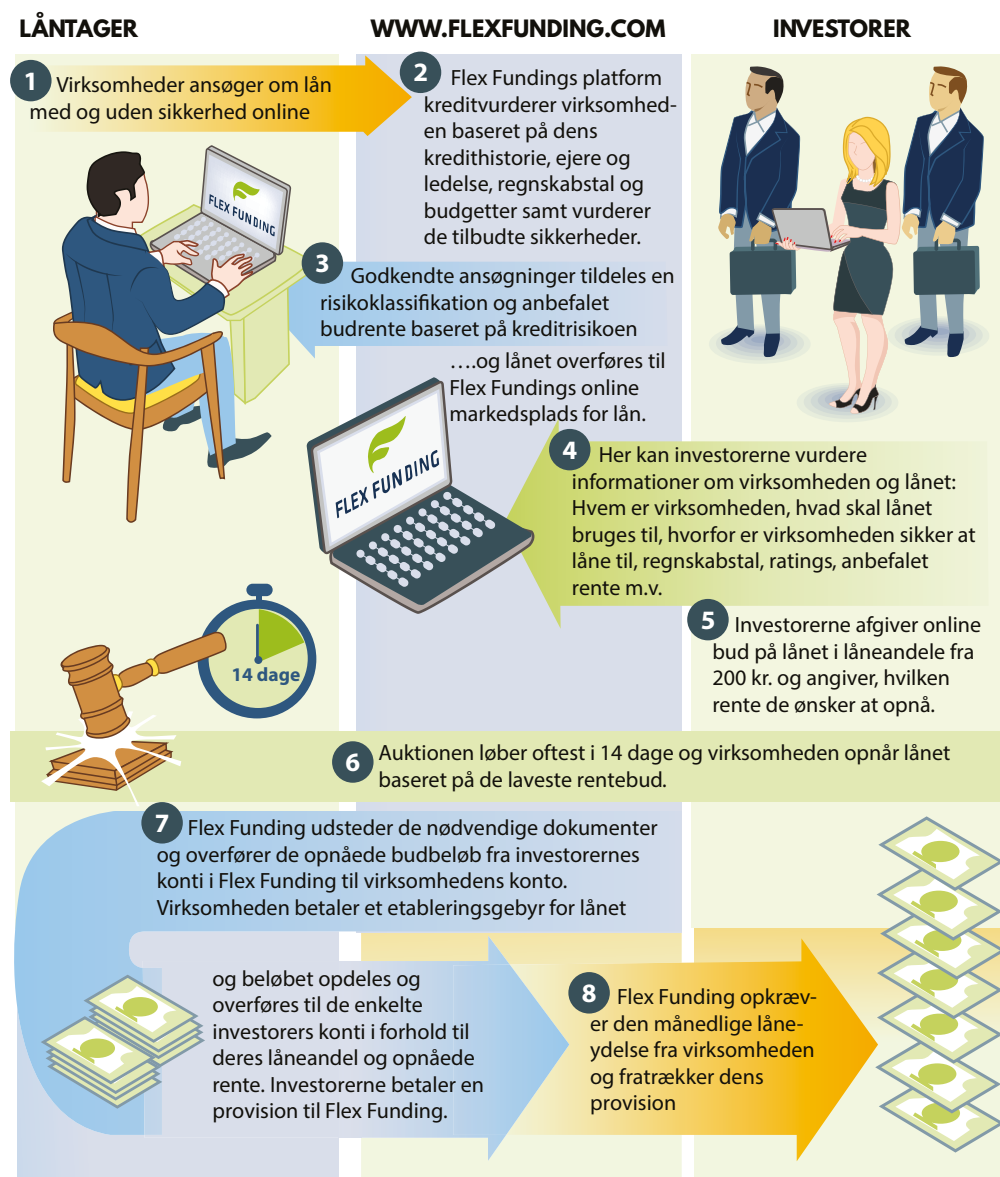 LÅNTAGER
WWW.FLEXFUNDING.COM
INVESTORER
1
Virksomheder ansøger om lån
med og uden sikkerhed online
2
Flex Fundings platform
kreditvurderer virksomhed-
en baseret på dens
kredithistorie, ejere og
ledelse, regnskabstal og
budgetter samt vurderer
de tilbudte sikkerheder.
FLEX FUNDING
3
Godkendte ansøgninger tildeles en
risikoklassifikation og anbefalet
budrente baseret på kreditrisikoen
....og lånet overføres til
Flex Fundings online
markedsplads for lån.
FLEX FUNDING
4
Her kan investorerne vurdere
informationer om virksomheden og lånet:
Hvem er virksomheden, hvad skal lånet
bruges til, hvorfor er virksomheden sikker at
låne til, regnskabstal, ratings, anbefalet
rente m.v.
5
Investorerne afgiver online
bud på lånet i låneandele fra
200 kr. og angiver, hvilken
rente de ønsker at opnå.
14 dage
6
Auktionen løber oftest i 14 dage og virksomheden opnår lånet
baseret på de laveste rentebud.
7
Flex Funding udsteder de nødvendige dokumenter
og overfører de opnåede budbeløb fra investorernes
konti i Flex Funding til virksomhedens konto.
Virksomheden betaler et etableringsgebyr for lånet
og beløbet opdeles og
overføres til de enkelte
investorers konti i forhold til
deres låneandel og opnåede
rente. Investorerne betaler en
provision til Flex Funding.
8
Flex Funding opkræv-
er den månedlige låne-
ydelse fra virksomheden
og fratrækker dens
provision